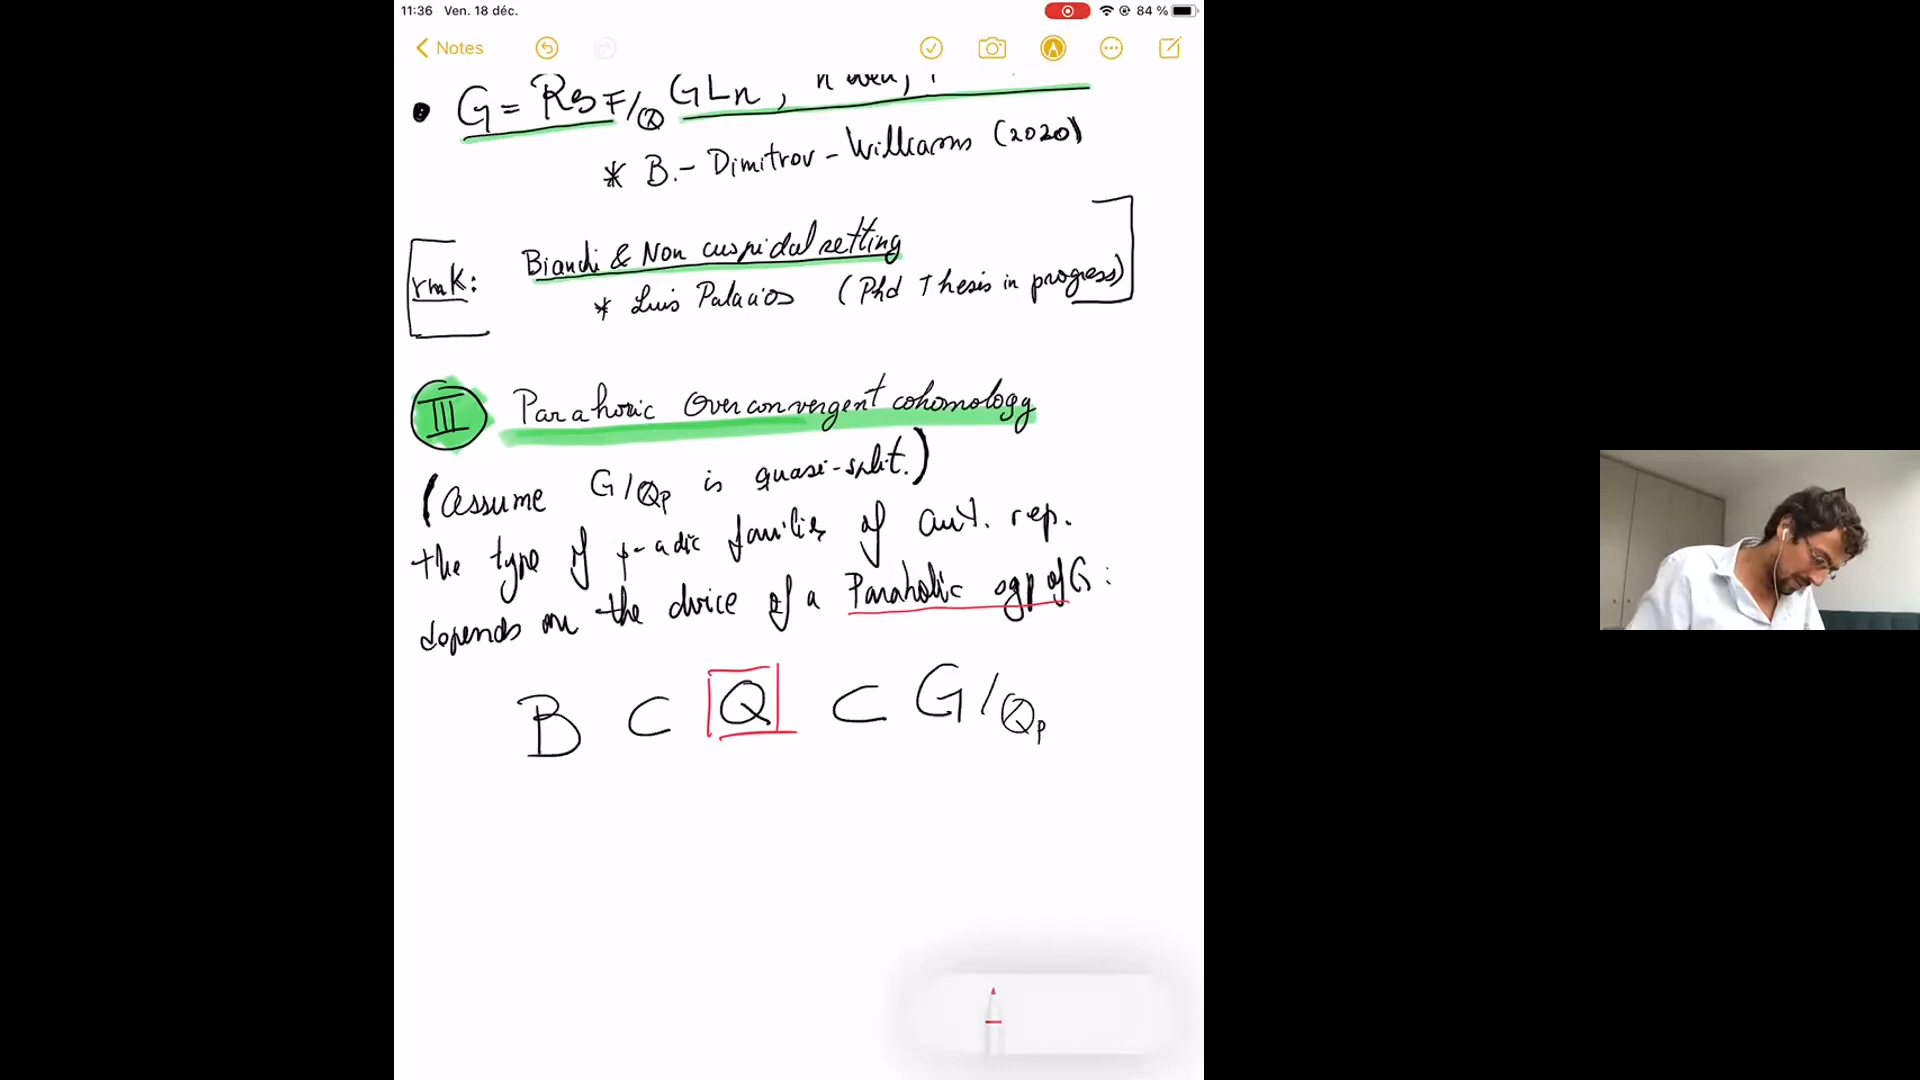 11:36 Ven. 18 déc. 84 %
Notes
• G = Res F/ℚ GLn, n
* B. - Dimitrov - Williams (2020)
rmk: Bianchi & Non cuspidal setting
* Luis Palacios (Phd Thesis in progress)
III Parahoric Overconvergent cohomology
(assume G/ℚp is quasi-split.)
the type of p-adic families of aut. rep.
depends on the choice of a Parabolic sgp of G :
B ⊂ Q ⊂ G/ℚp